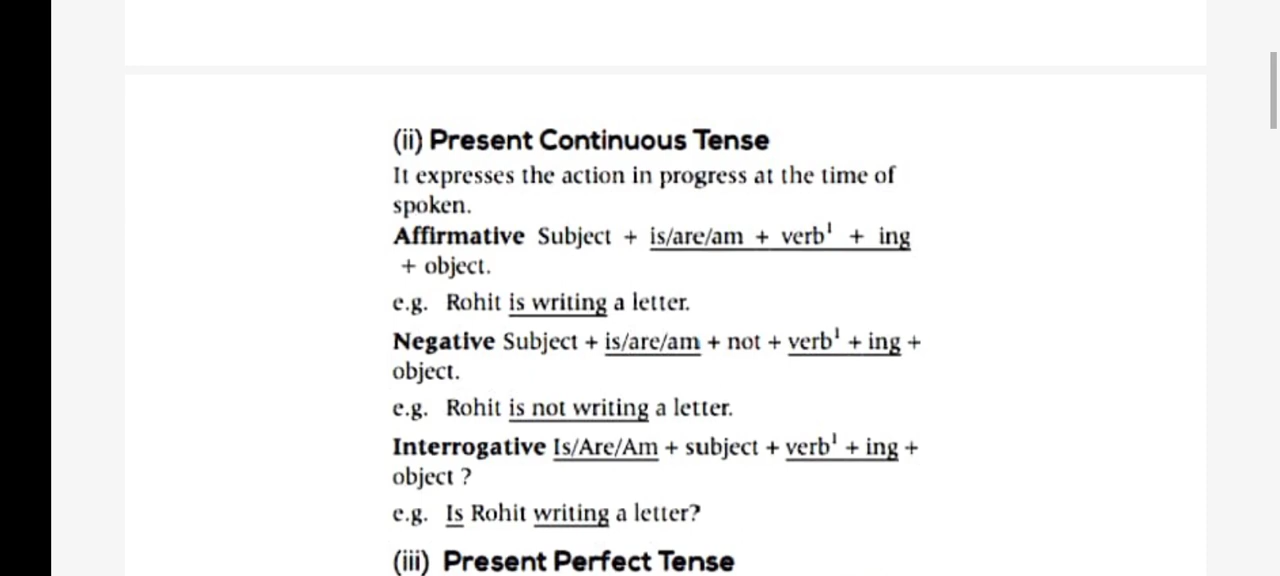 (ii) Present Continuous Tense
It expresses the action in progress at the time of
spoken.
Affirmative Subject + is/are/am + verb¹ + ing
+ object.
e.g. Rohit is writing a letter.
Negative Subject + is/are/am + not + verb¹ + ing +
object.
e.g. Rohit is not writing a letter.
Interrogative Is/Are/Am + subject + verb¹ + ing +
object ?
e.g. Is Rohit writing a letter?
(iii) Present Perfect Tense